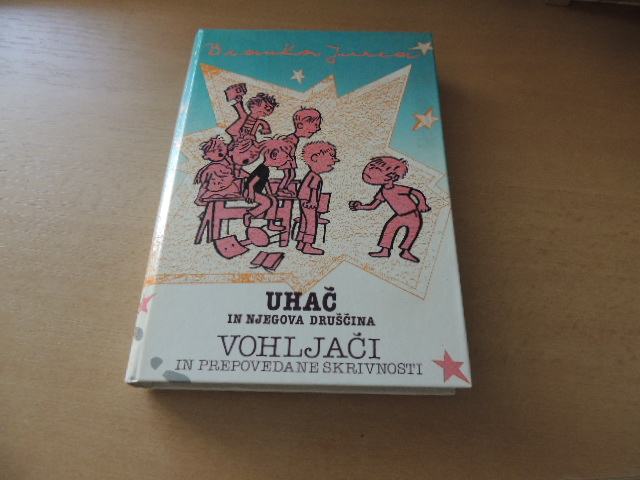 Branka Jurca
UHAČ
IN NJEGOVA DRUŠČINA
VOHLJAČI
IN PREPOVEDANE SKRIVNOSTI